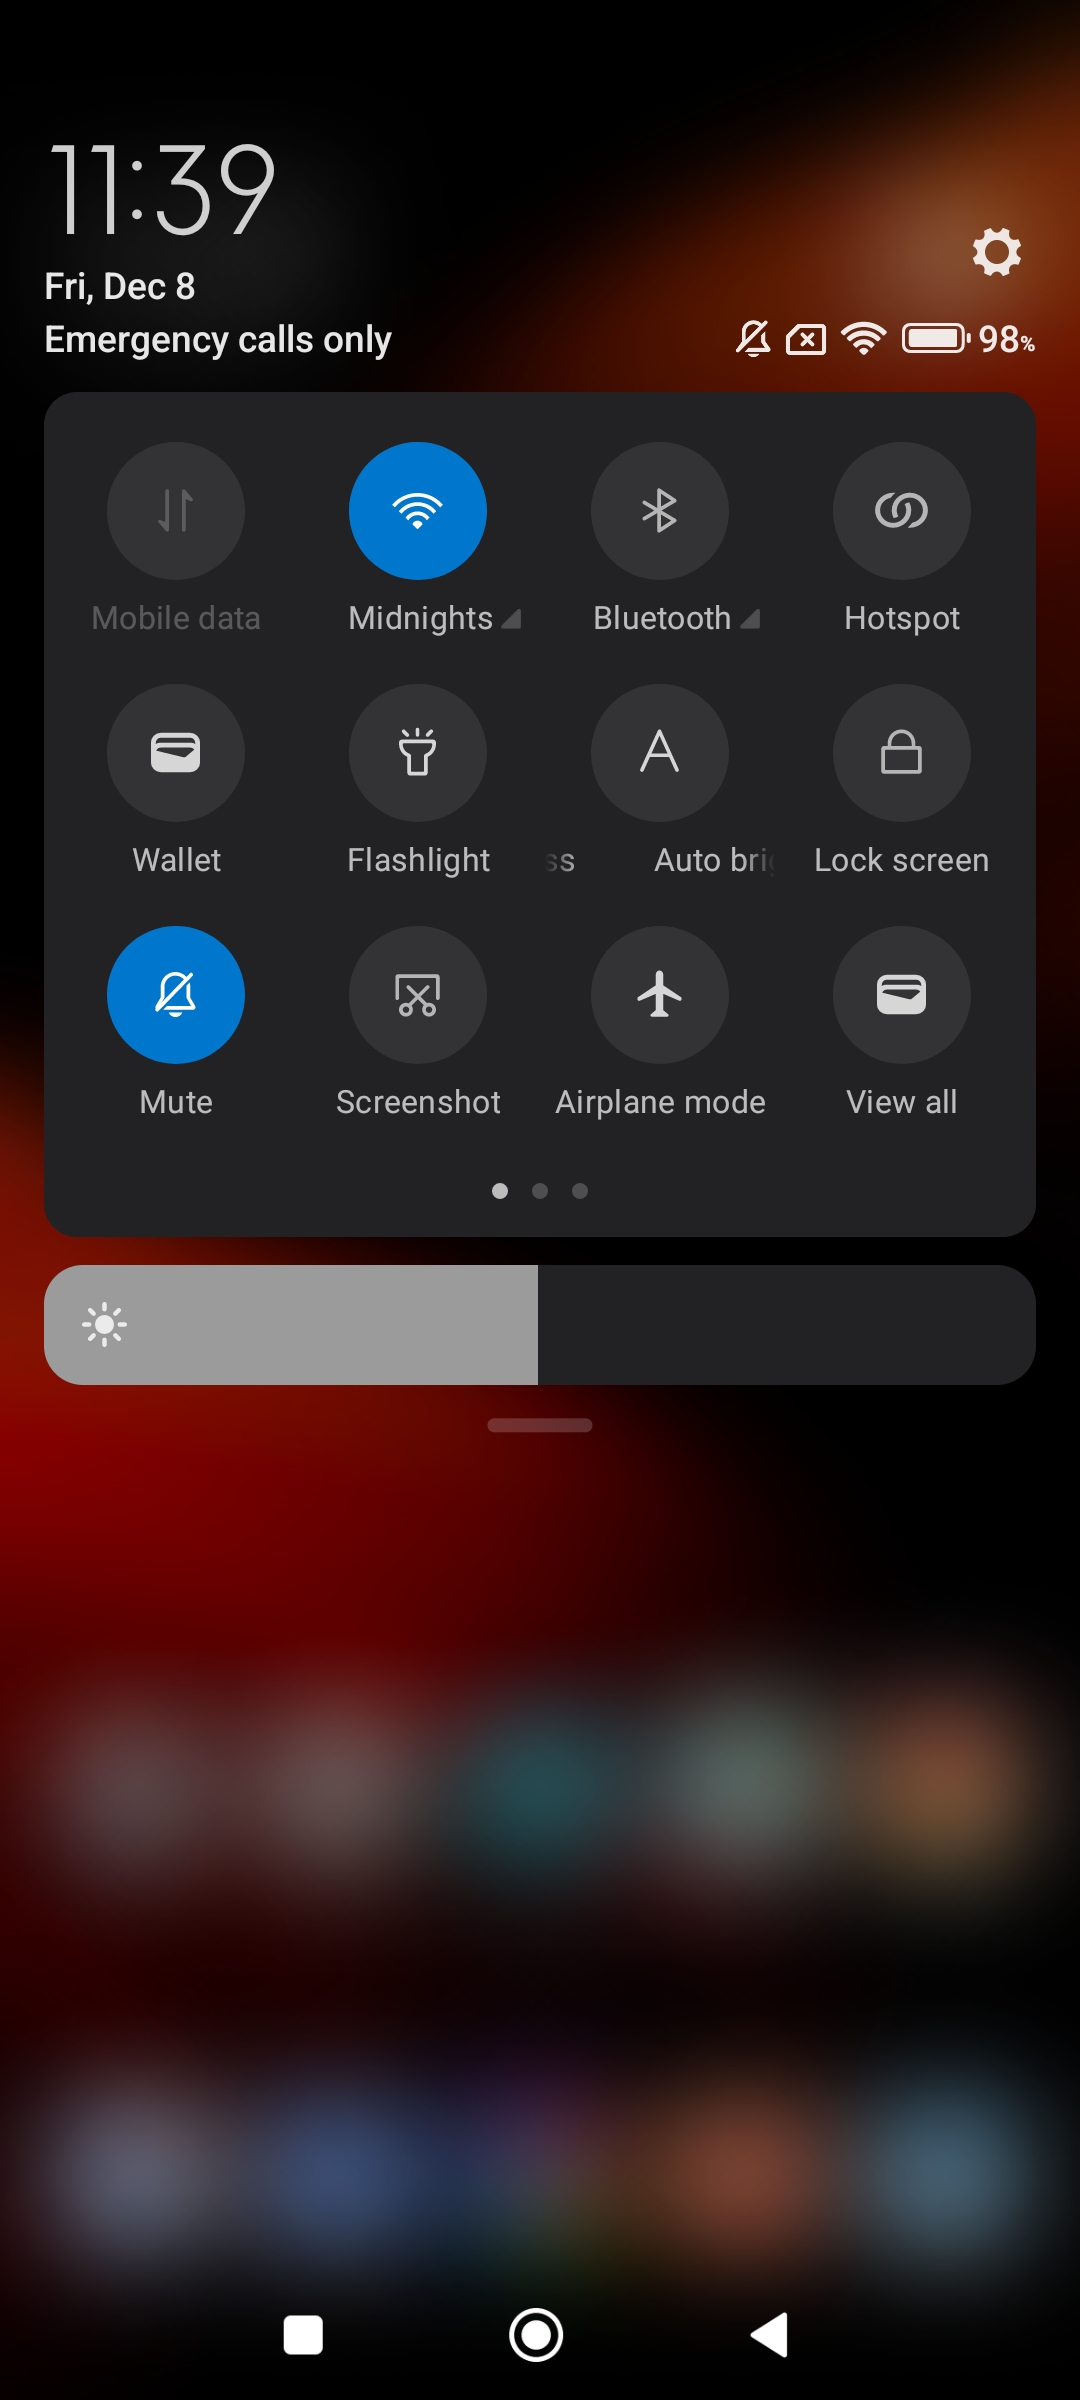 11:39
Fri, Dec 8
Emergency calls only
98%
Mobile data
Midnights
Bluetooth
Hotspot
Wallet
Flashlight
ss Auto brig
Lock screen
Mute
Screenshot
Airplane mode
View all